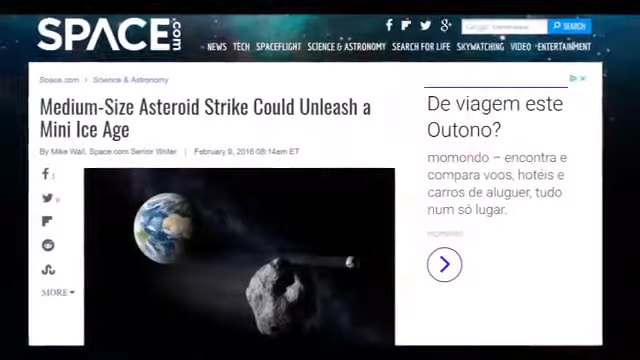 SPACE.com
SEARCH
NEWS TECH SPACEFLIGHT SCIENCE & ASTRONOMY SEARCH FOR LIFE SKYWATCHING VIDEO ENTERTAINMENT
Space.com > Science & Astronomy
Medium-Size Asteroid Strike Could Unleash a
Mini Ice Age
By Mike Wall, Space.com Senior Writer | February 9, 2016 08:14am ET
MORE
De viagem este
Outono?
momondo – encontra e
compara voos, hotéis e
carros de aluguer, tudo
num só lugar.
momondo